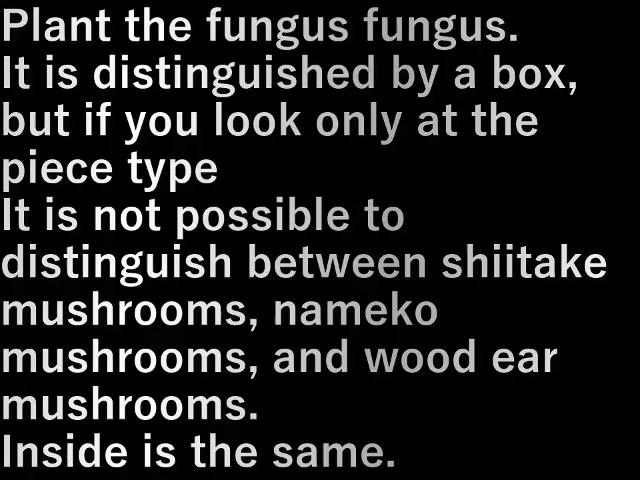 Plant the fungus fungus.
It is distinguished by a box,
but if you look only at the
piece type
It is not possible to
distinguish between shiitake
mushrooms, nameko
mushrooms, and wood ear
mushrooms.
Inside is the same.